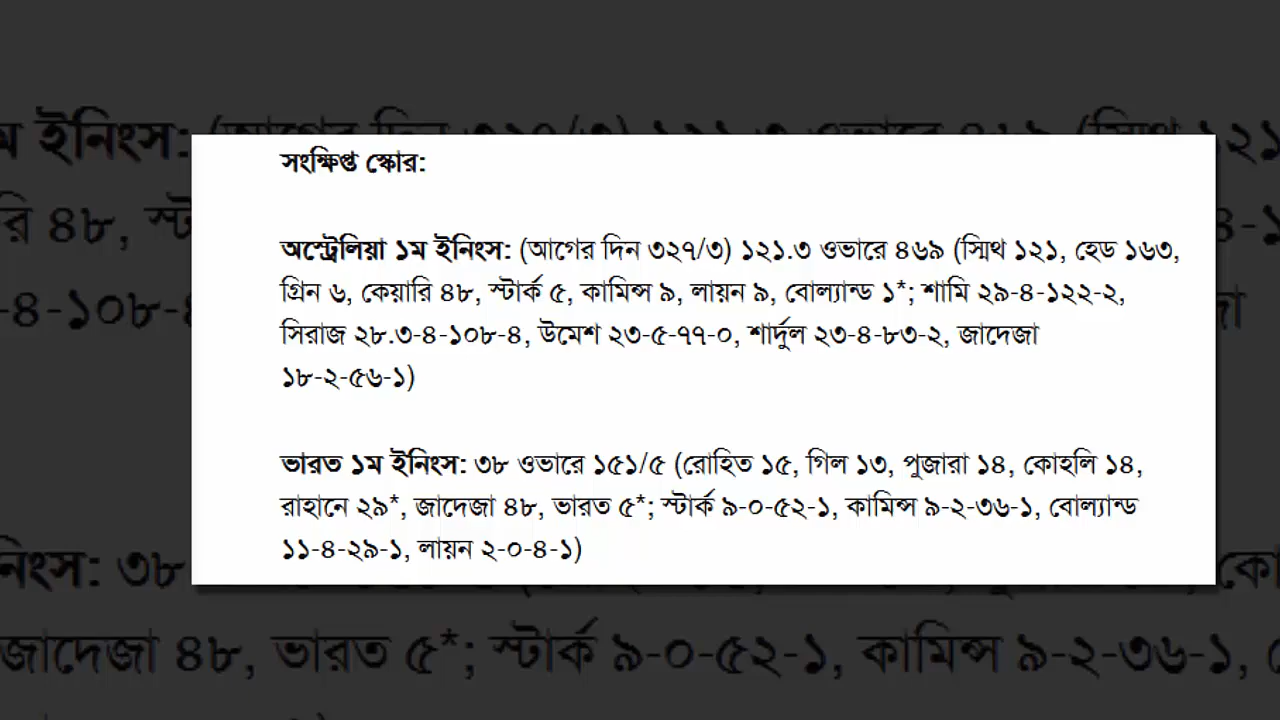 সংক্ষিপ্ত স্কোর:
অস্ট্রেলিয়া ১ম ইনিংস: (আগের দিন ৩২৭/৩) ১২১.৩ ওভারে ৪৬৯ (স্মিথ ১২১, হেড ১৬৩,
গ্রিন ৬, কেয়ারি ৪৮, স্টার্ক ৫, কামিন্স ৯, লায়ন ৯, বোল্যান্ড ১*; শামি ২৯-৪-১২২-২,
সিরাজ ২৮.৩-৪-১০৮-৪, উমেশ ২৩-৫-৭৭-০, শার্দুল ২৩-৪-৮৩-২, জাদেজা
১৮-২-৫৬-১)
ভারত ১ম ইনিংস: ৩৮ ওভারে ১৫১/৫ (রোহিত ১৫, গিল ১৩, পুজারা ১৪, কোহলি ১৪,
রাহানে ২৯*, জাদেজা ৪৮, ভারত ৫*; স্টার্ক ৯-০-৫২-১, কামিন্স ৯-২-৩৬-১, বোল্যান্ড
১১-৪-২৯-১, লায়ন ২-০-৪-১)